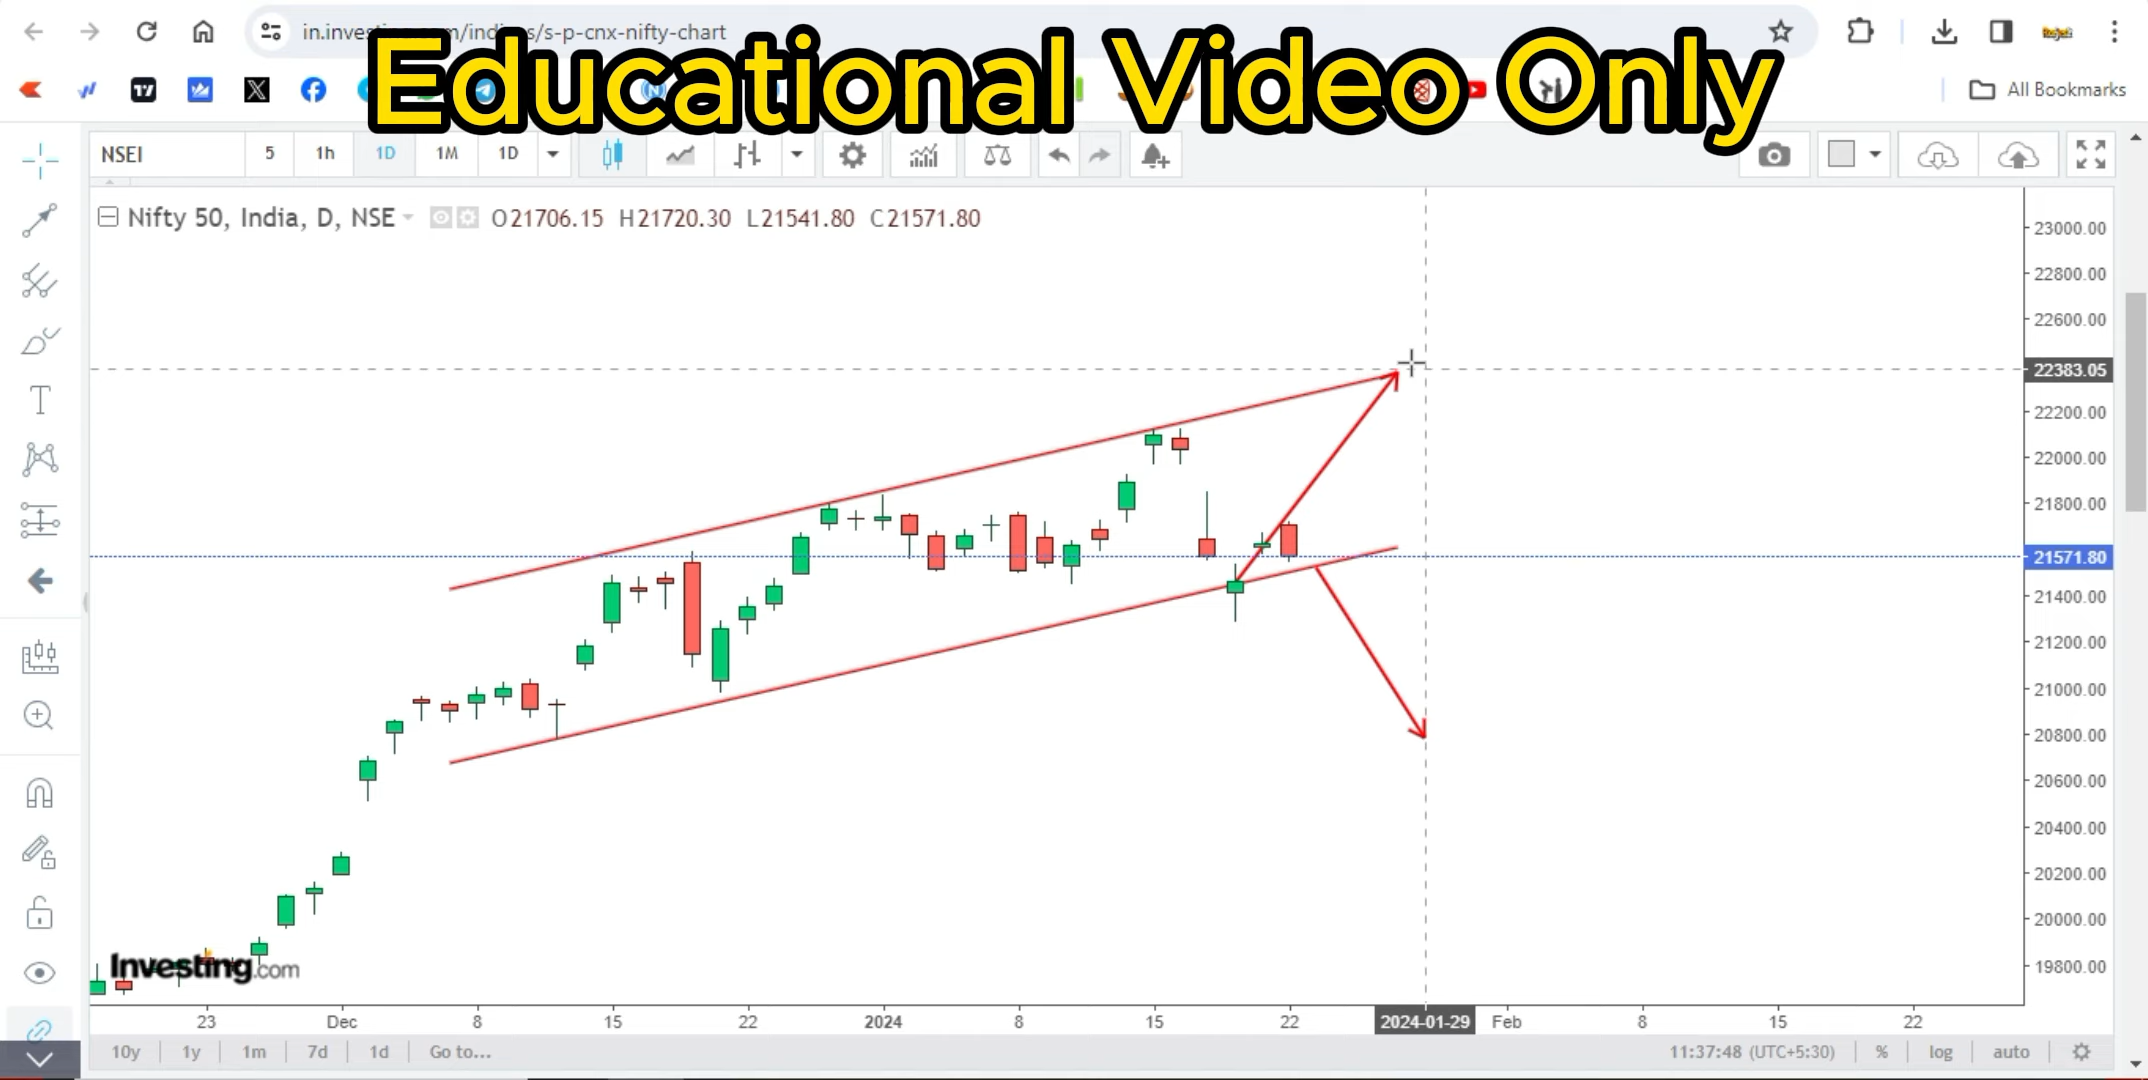 in.inves
m/indi
s/s-p-cnx-nifty-chart
Educational Video Only
All Bookmarks
NSEI 5 1h 1D 1M 1D
Nifty 50, India, D, NSE O21706.15 H21720.30 L21541.80 C21571.80
23000.00
22800.00
22600.00
22383.05
22200.00
22000.00
21800.00
21571.80
21400.00
21200.00
21000.00
20800.00
20600.00
20400.00
20200.00
20000.00
19800.00
Investing.com
23 Dec 8 15 22 2024 8 15 22 2024-01-29 Feb 8 15 22
10y 1y 1m 7d 1d Go to... 11:37:48 (UTC+5:30) % log auto